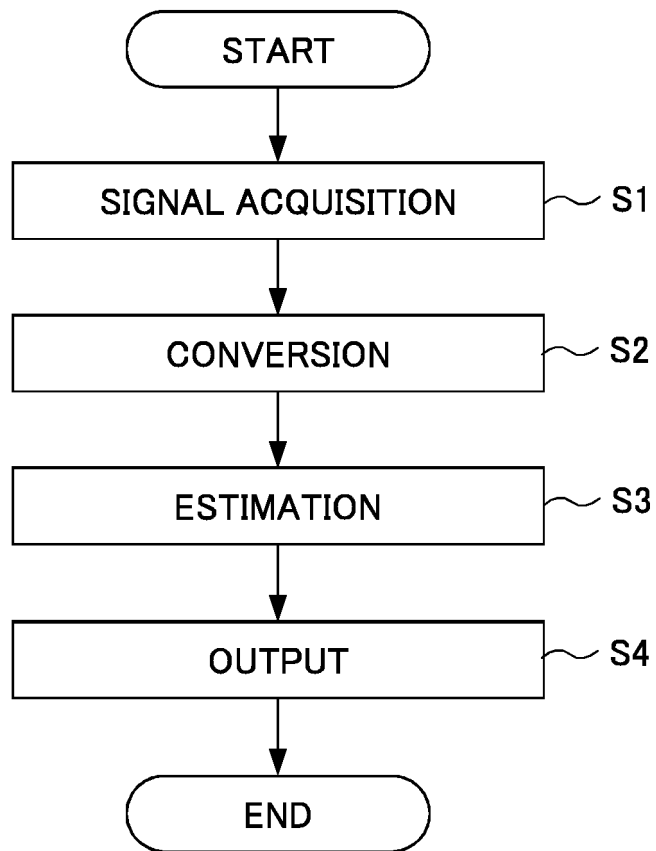 START
SIGNAL ACQUISITION S1
CONVERSION S2
ESTIMATION S3
OUTPUT S4
END